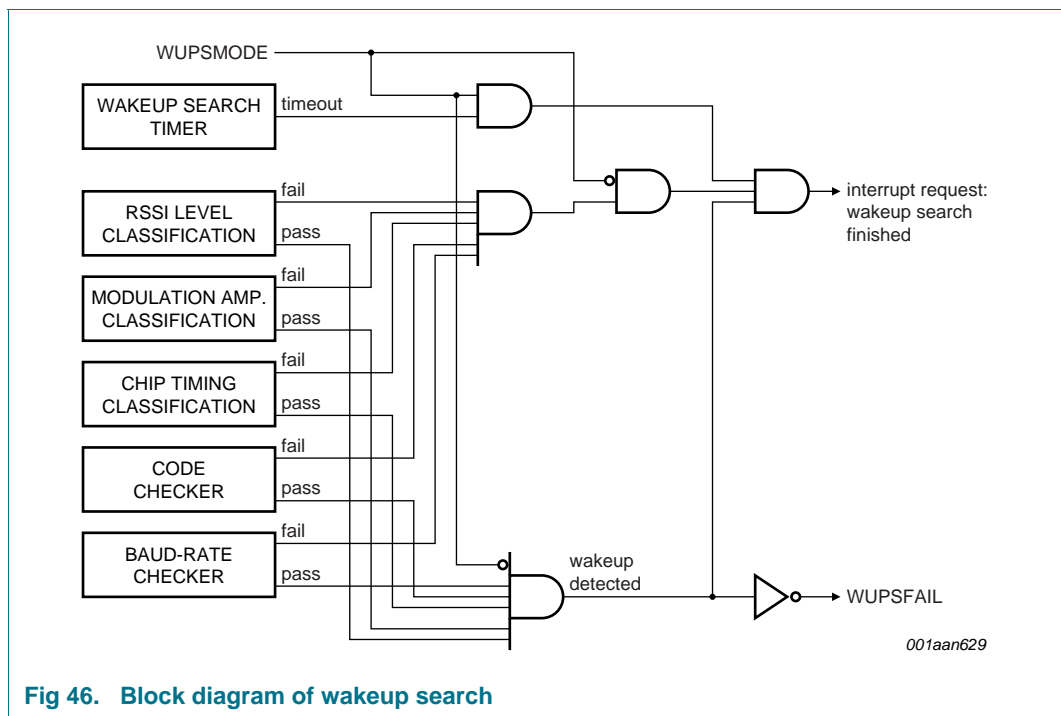 WUPSMODE
WAKEUP SEARCH
TIMER
timeout
RSSI LEVEL
CLASSIFICATION
fail
pass
interrupt request:
wakeup search
finished
MODULATION AMP.
CLASSIFICATION
fail
pass
CHIP TIMING
CLASSIFICATION
fail
pass
CODE
CHECKER
fail
pass
BAUD-RATE
CHECKER
fail
pass
wakeup
detected
WUPSFAIL
001aan629
Fig 46. Block diagram of wakeup search